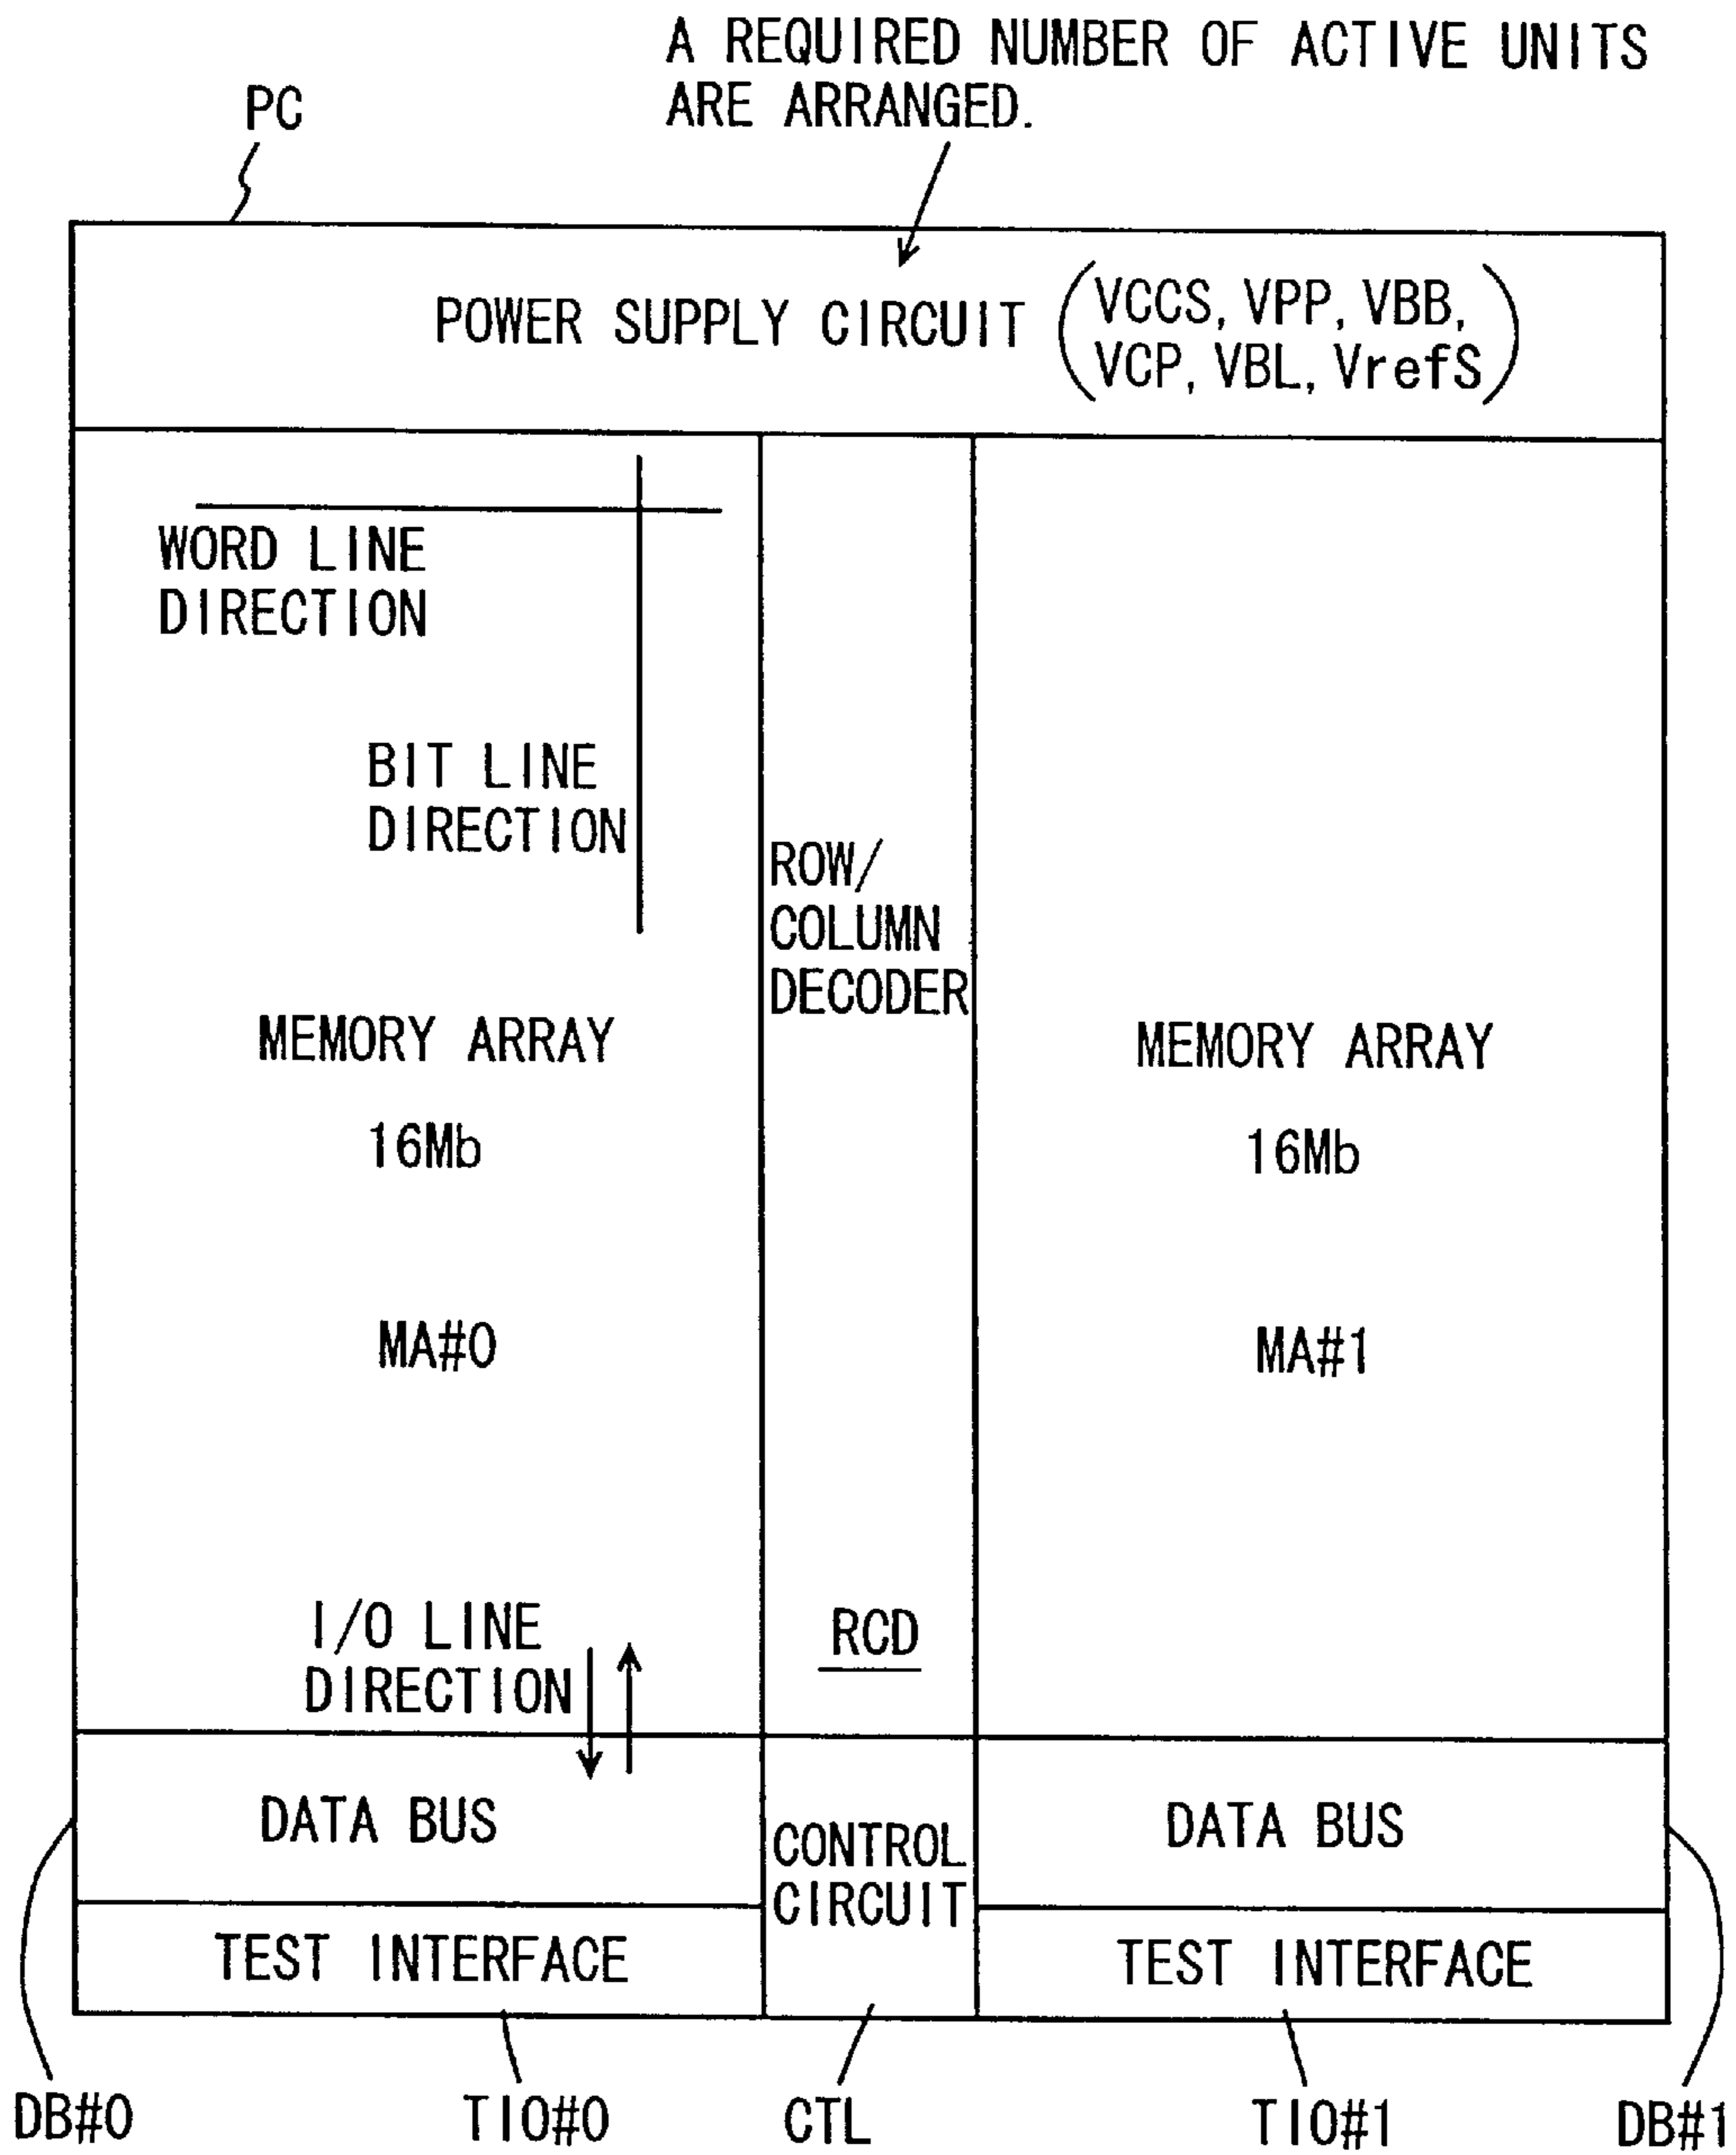 A REQUIRED NUMBER OF ACTIVE UNITS
ARE ARRANGED.
PC
POWER SUPPLY CIRCUIT (VCCS, VPP, VBB,
VCP, VBL, VrefS)
WORD LINE
DIRECTION
BIT LINE
DIRECTION
ROW/
COLUMN
DECODER
MEMORY ARRAY
16Mb
MA#0
MEMORY ARRAY
16Mb
MA#1
I/O LINE
DIRECTION
RCD
DATA BUS
CONTROL
CIRCUIT
DATA BUS
TEST INTERFACE
TEST INTERFACE
DB#0
TIO#0
CTL
TIO#1
DB#1